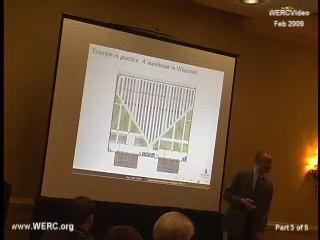 WERCVideo
Feb 2009
Example in practice: A warehouse in Wisconsin
www.WERC.org
Part 3 of 5